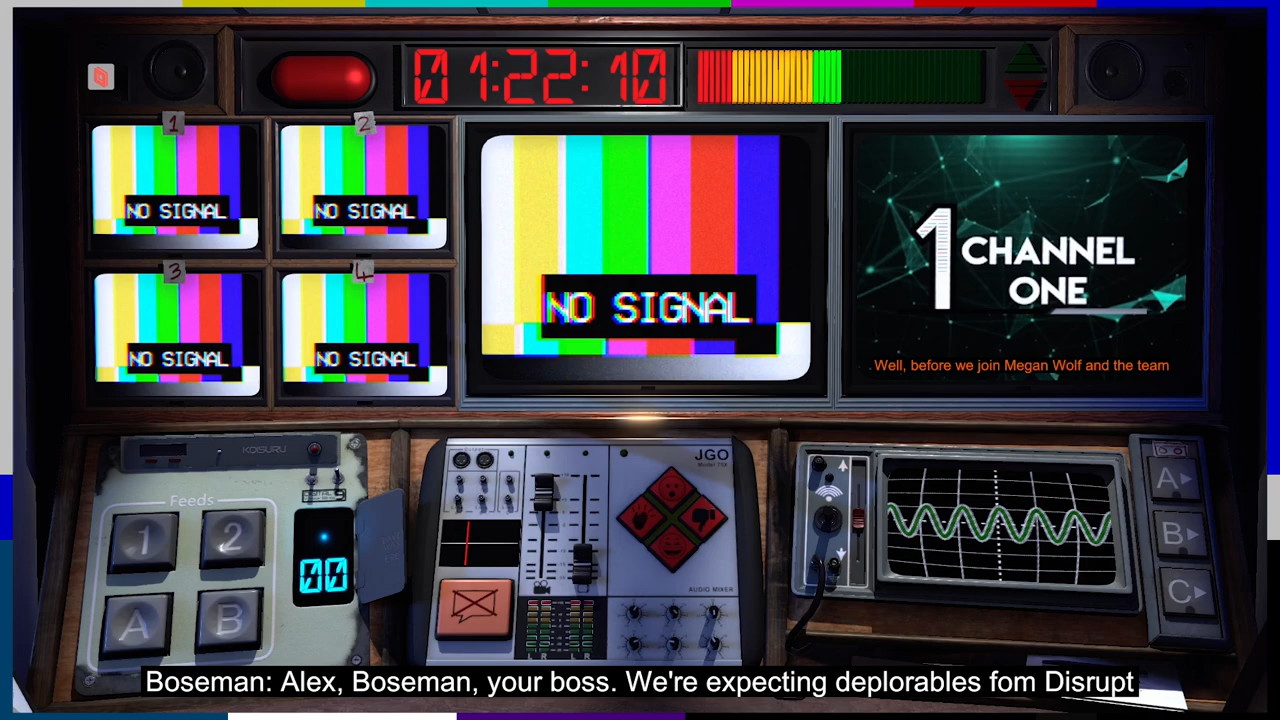 01:22:10
1
2
NO SIGNAL
NO SIGNAL
3
4
NO SIGNAL
NO SIGNAL
NO SIGNAL
1 CHANNEL
ONE
Well, before we join Megan Wolf and the team
KOSURU
Feeds
1
2
A
B
00
JGO
AUDIO MIXER
L R L R
A
B
C
Boseman: Alex, Boseman, your boss. We're expecting deplorables fom Disrupt